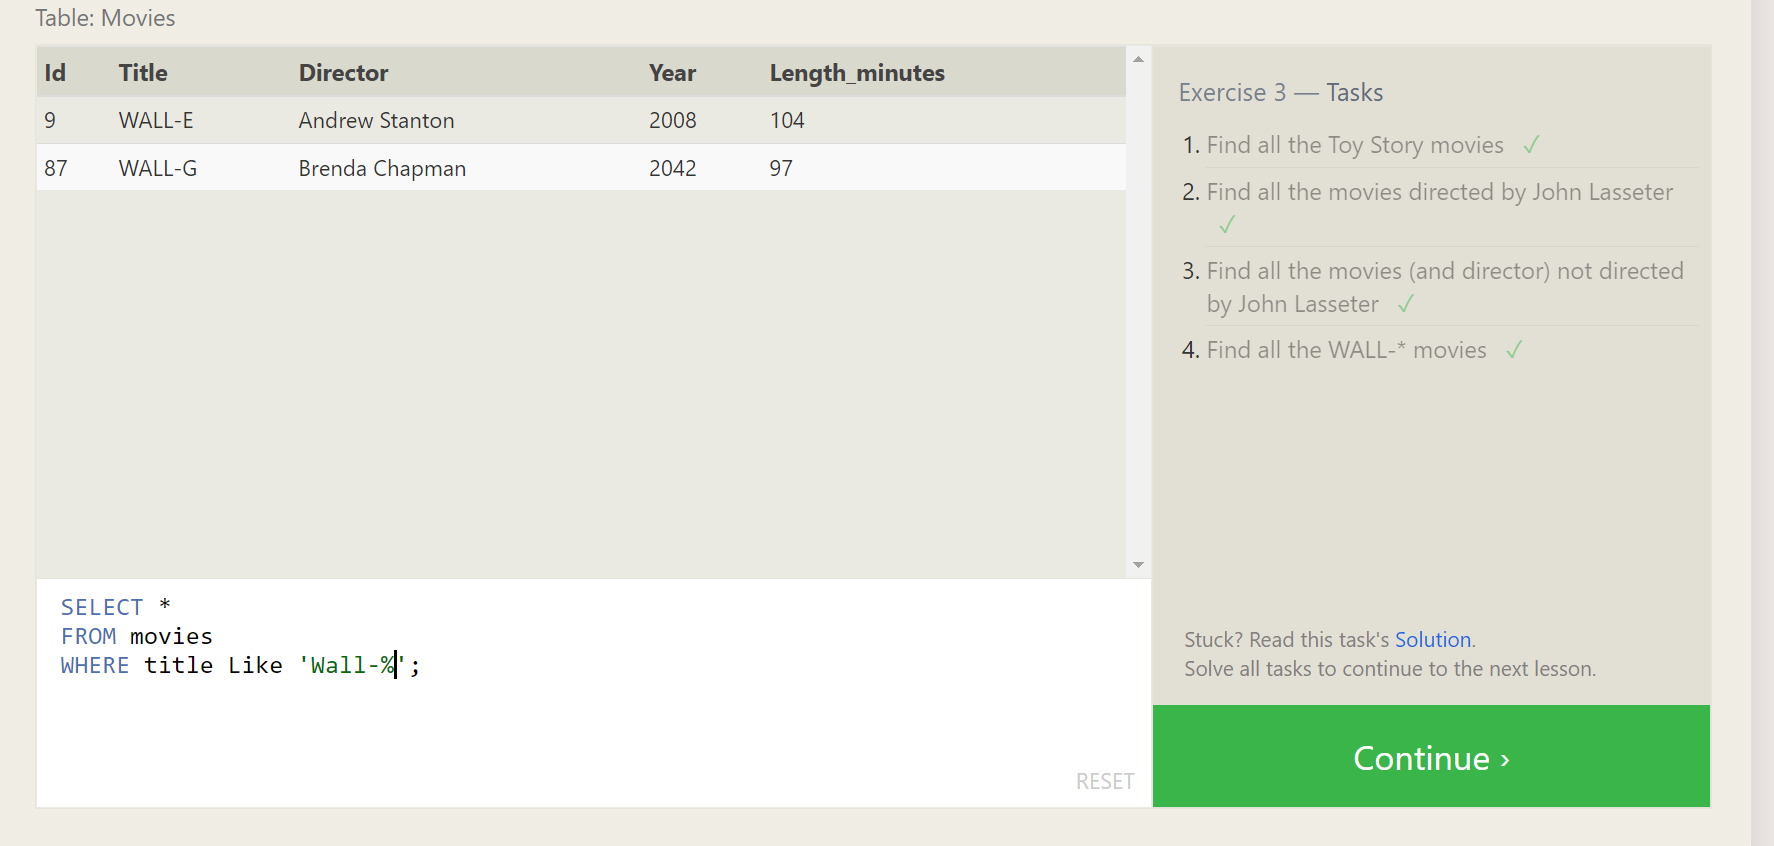 Table: Movies
Id Title Director Year Length_minutes
9 WALL-E Andrew Stanton 2008 104
87 WALL-G Brenda Chapman 2042 97
SELECT *
FROM movies
WHERE title Like 'Wall-%';
RESET
Exercise 3 — Tasks
1. Find all the Toy Story movies ✓
2. Find all the movies directed by John Lasseter
✓
3. Find all the movies (and director) not directed
by John Lasseter ✓
4. Find all the WALL-* movies ✓
Stuck? Read this task's Solution.
Solve all tasks to continue to the next lesson.
Continue ›